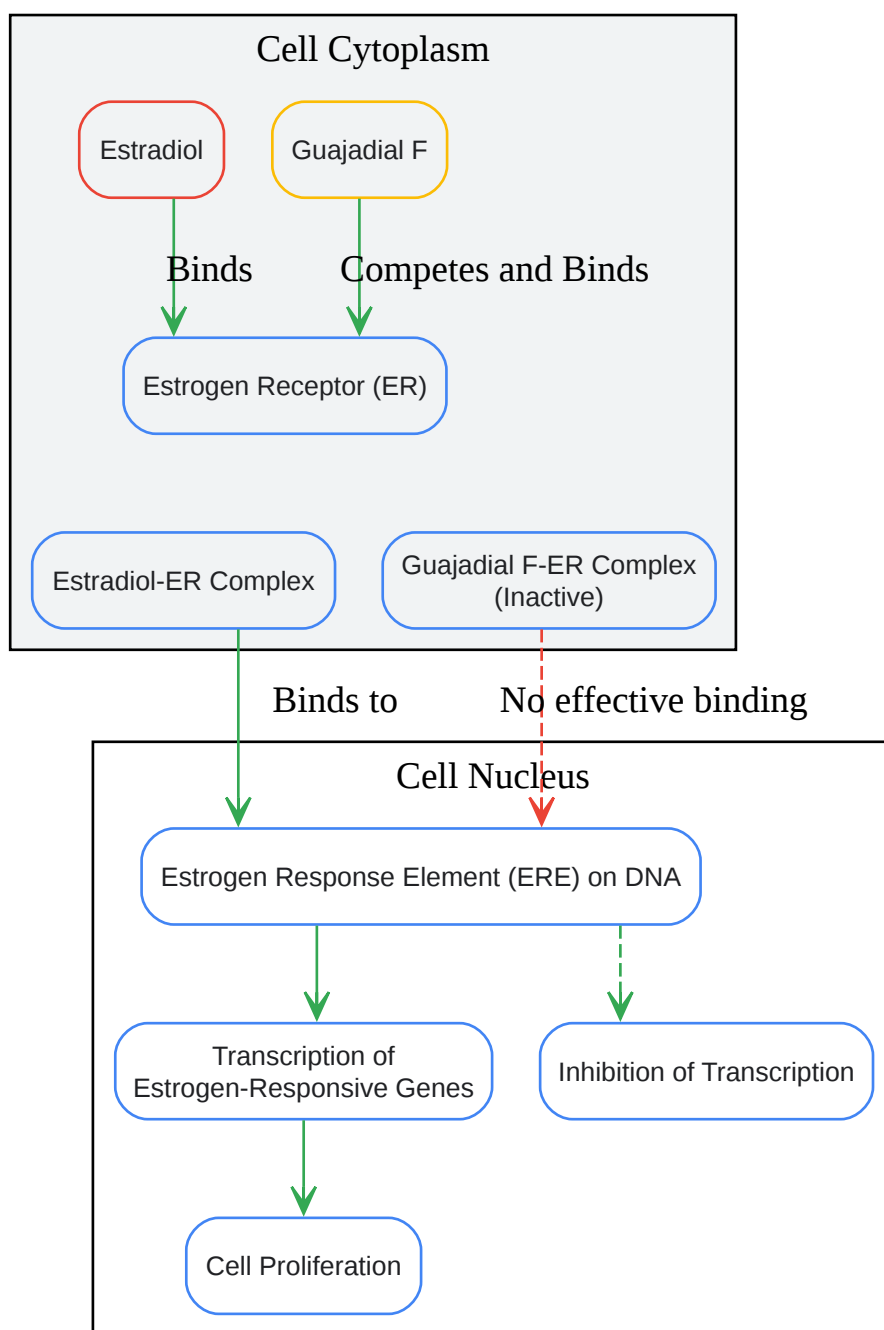 Cell Cytoplasm
Estradiol
Guajadial F
Binds
Competes and Binds
Estrogen Receptor (ER)
Estradiol-ER Complex
Guajadial F-ER Complex
(Inactive)
Binds to
No effective binding
Cell Nucleus
Estrogen Response Element (ERE) on DNA
Transcription of
Estrogen-Responsive Genes
Inhibition of Transcription
Cell Proliferation